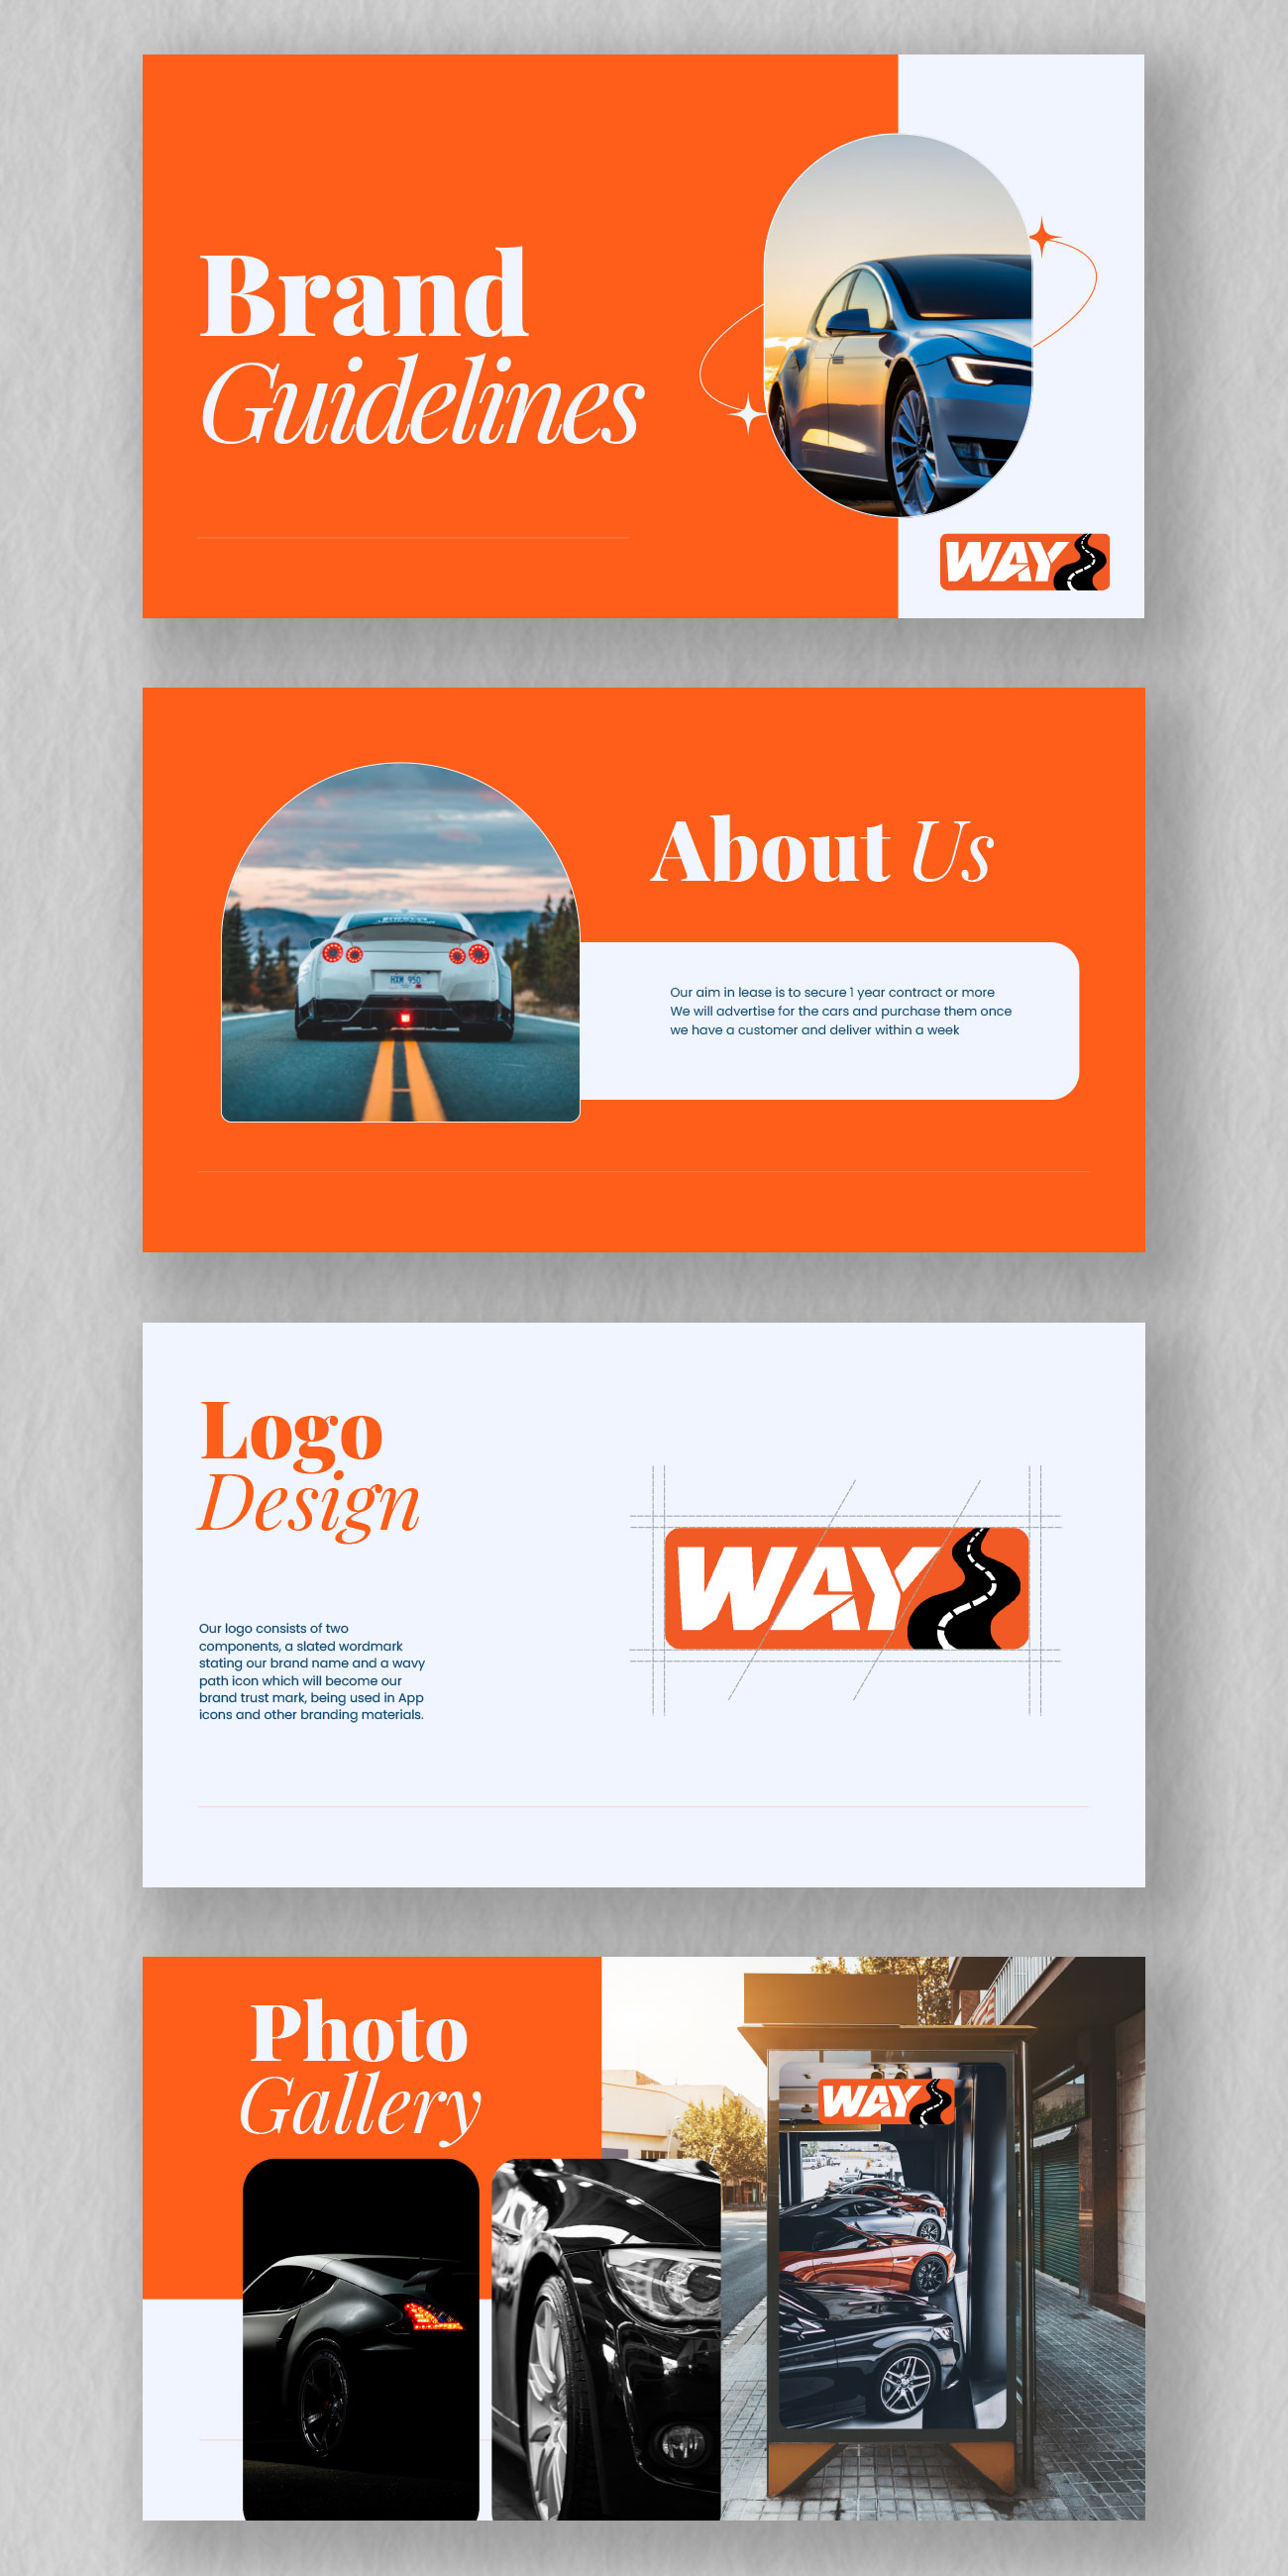 Brand
Guidelines
WAY
About Us
HXW 950
Our aim in lease is to secure 1 year contract or more
We will advertise for the cars and purchase them once
we have a customer and deliver within a week
Logo
Design
WAY
Our logo consists of two
components, a slated wordmark
stating our brand name and a wavy
path icon which will become our
brand trust mark, being used in App
icons and other branding materials.
Photo
Gallery
WAY